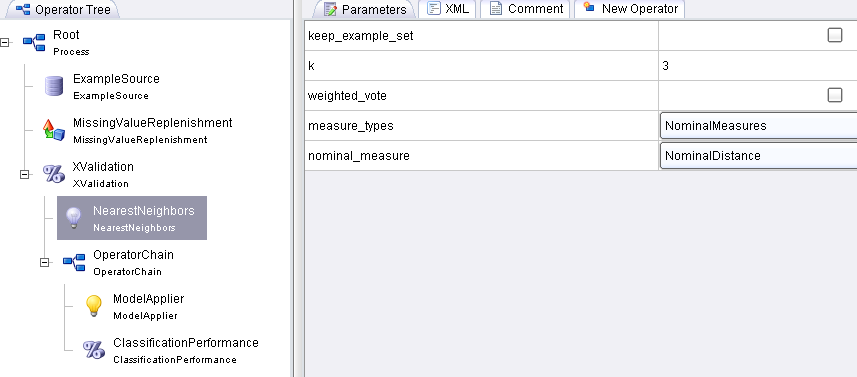 Operator Tree
Root
Process
ExampleSource
ExampleSource
MissingValueReplenishment
MissingValueReplenishment
XValidation
XValidation
NearestNeighbors
NearestNeighbors
OperatorChain
OperatorChain
ModelApplier
ModelApplier
ClassificationPerformance
ClassificationPerformance
Parameters XML Comment New Operator
keep_example_set
k 3
weighted_vote
measure_types NominalMeasures
nominal_measure NominalDistance